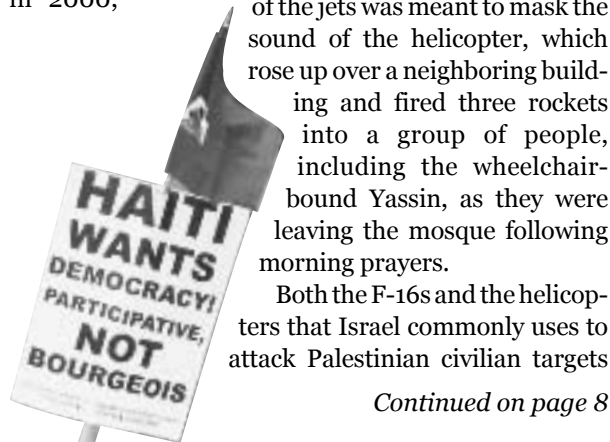 in 2000,
of the jets was meant to mask the
sound of the helicopter, which
rose up over a neighboring build-
ing and fired three rockets
into a group of people,
including the wheelchair-
bound Yassin, as they were
leaving the mosque following
morning prayers.
Both the F-16s and the helicop-
ters that Israel commonly uses to
attack Palestinian civilian targets
Continued on page 8
HAITI
WANTS
DEMOCRACY!
PARTICIPATIVE,
NOT
BOURGEOIS